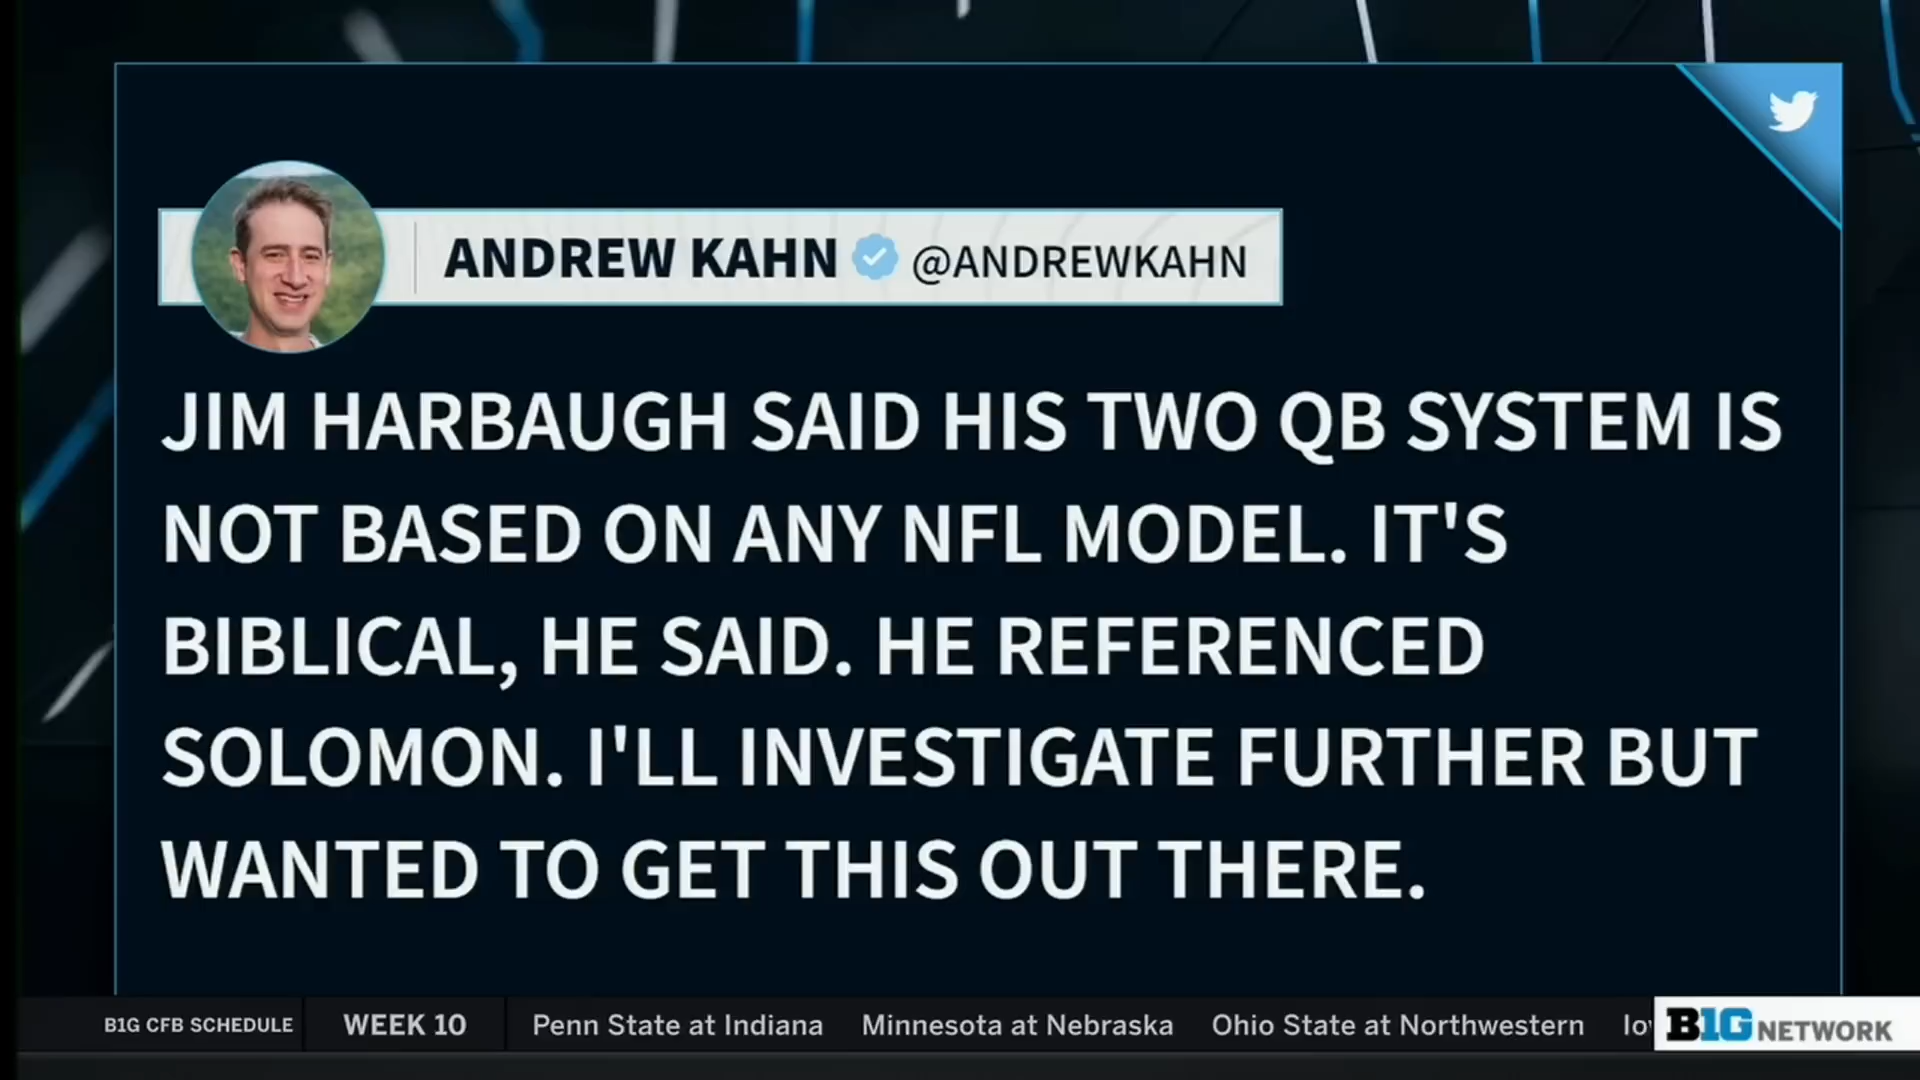 ANDREW KAHN @ANDREWKAHN
JIM HARBAUGH SAID HIS TWO QB SYSTEM IS
NOT BASED ON ANY NFL MODEL. IT'S
BIBLICAL, HE SAID. HE REFERENCED
SOLOMON. I'LL INVESTIGATE FURTHER BUT
WANTED TO GET THIS OUT THERE.
B1G CFB SCHEDULE WEEK 10 Penn State at Indiana Minnesota at Nebraska Ohio State at Northwestern B1G NETWORK